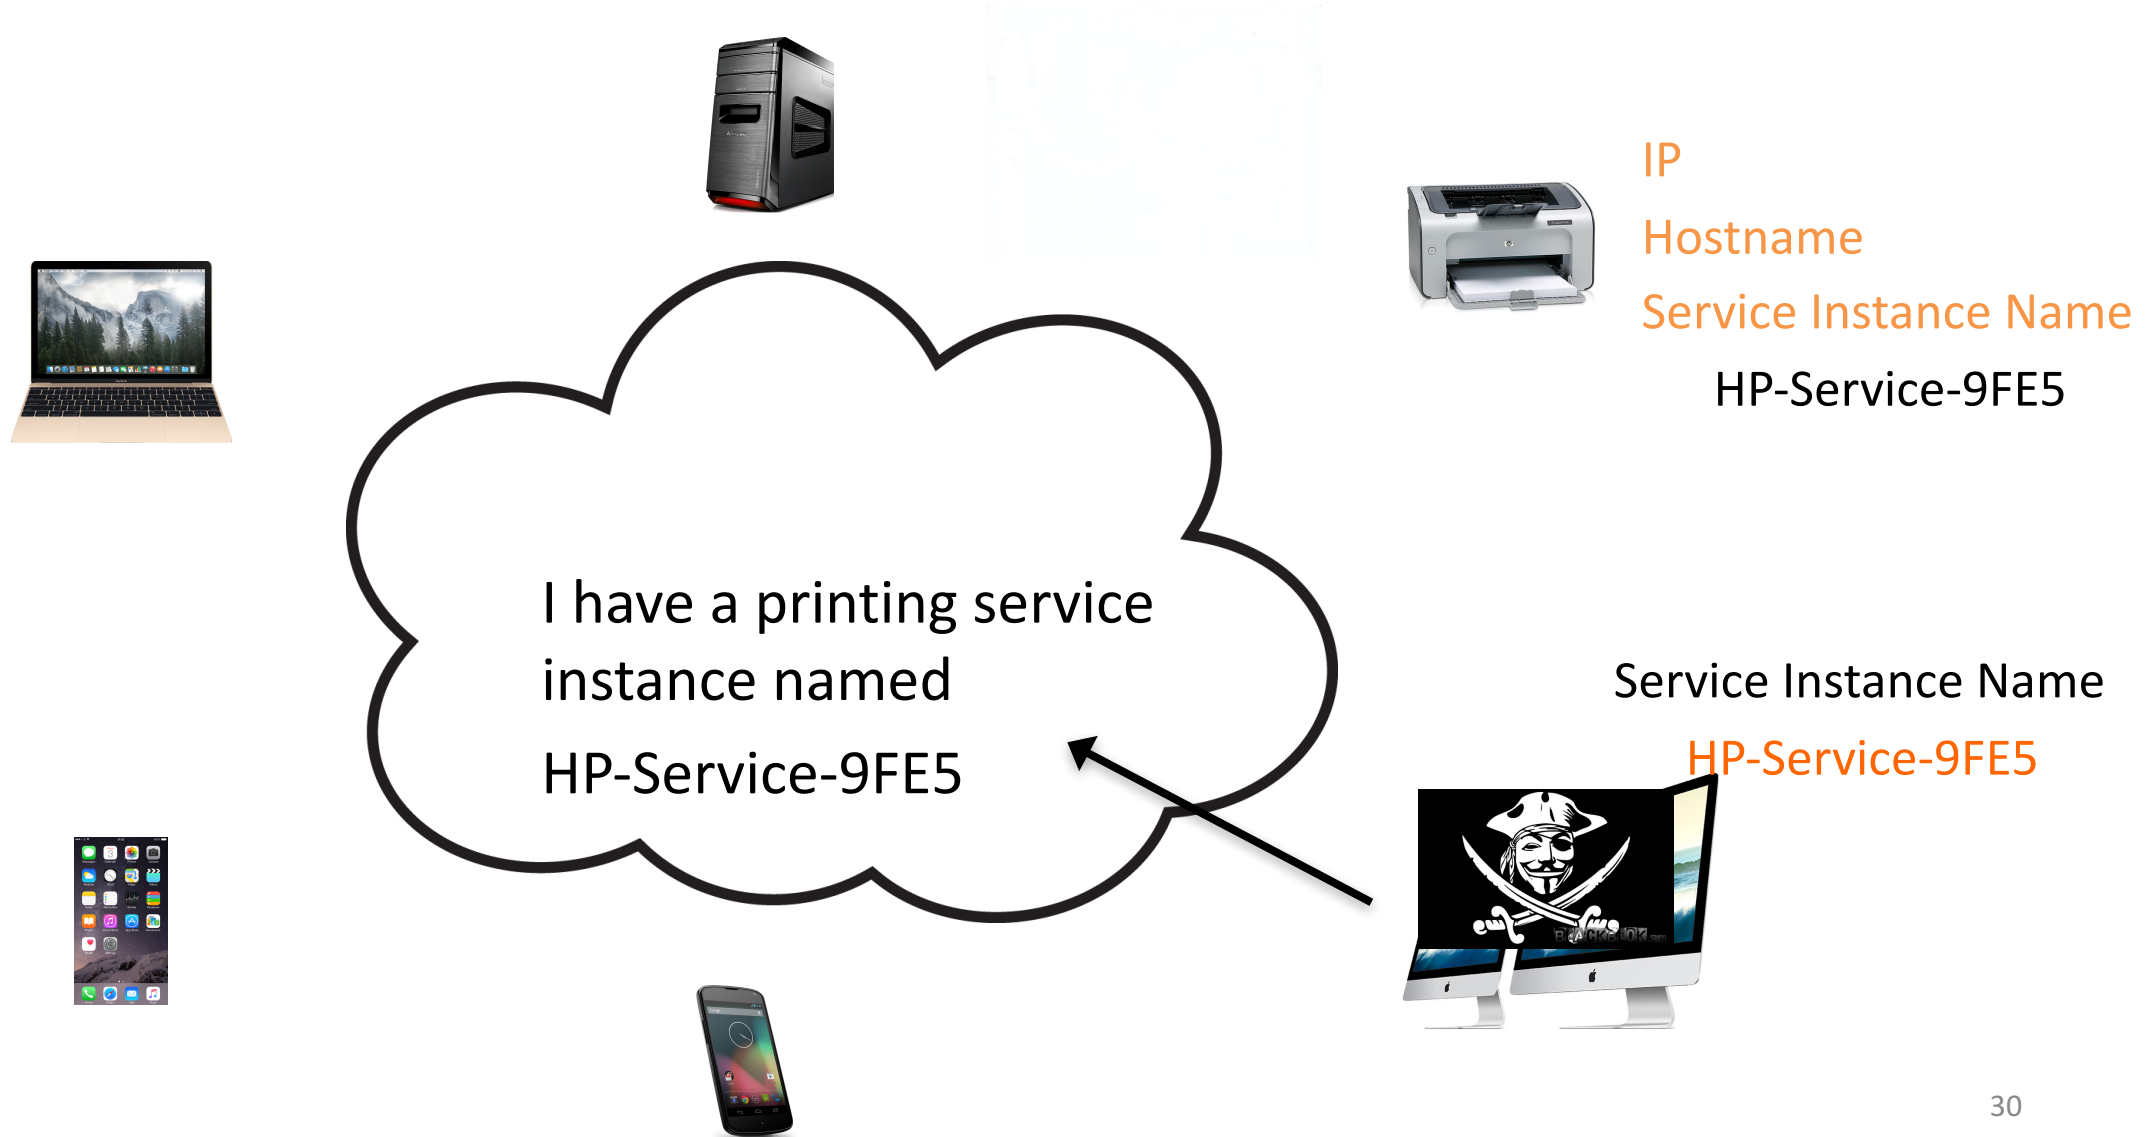 IP
Hostname
Service Instance Name
HP-Service-9FE5
I have a printing service
instance named
HP-Service-9FE5
Service Instance Name
HP-Service-9FE5
30